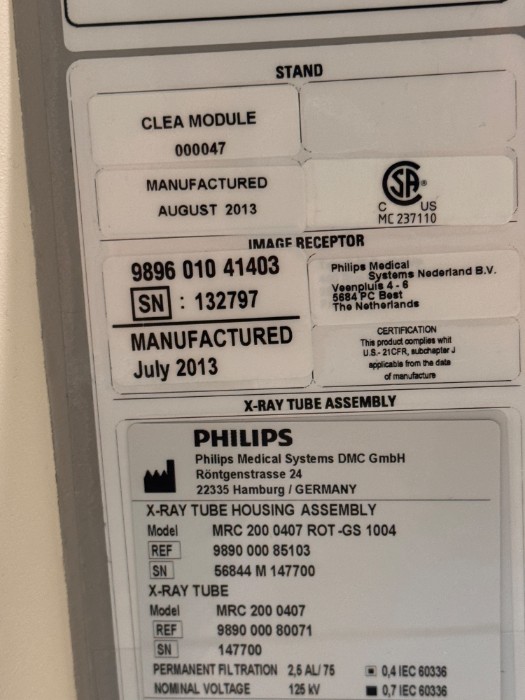 STAND
CLEA MODULE
000047
MANUFACTURED
AUGUST 2013
SA
C US
MC 237110
IMAGE RECEPTOR
9896 010 41403
SN : 132797
MANUFACTURED
July 2013
Philips Medical
Systems Nederland B.V.
Veenpluis 4 - 6
5684 PC Best
The Netherlands
CERTIFICATION
This product complies whit
U.S.- 21CFR, subchapter J
applicable from the date
of manufacture
X-RAY TUBE ASSEMBLY
PHILIPS
Philips Medical Systems DMC GmbH
Röntgenstrasse 24
22335 Hamburg / GERMANY
X-RAY TUBE HOUSING ASSEMBLY
Model MRC 200 0407 ROT -GS 1004
REF 9890 000 85103
SN 56844 M 147700
X-RAY TUBE
Model MRC 200 0407
REF 9890 000 80071
SN 147700
PERMANENT FILTRATION 2,5 AL/ 75 0,4 IEC 60336
NOMINAL VOLTAGE 125 kV 0,7 IEC 60336